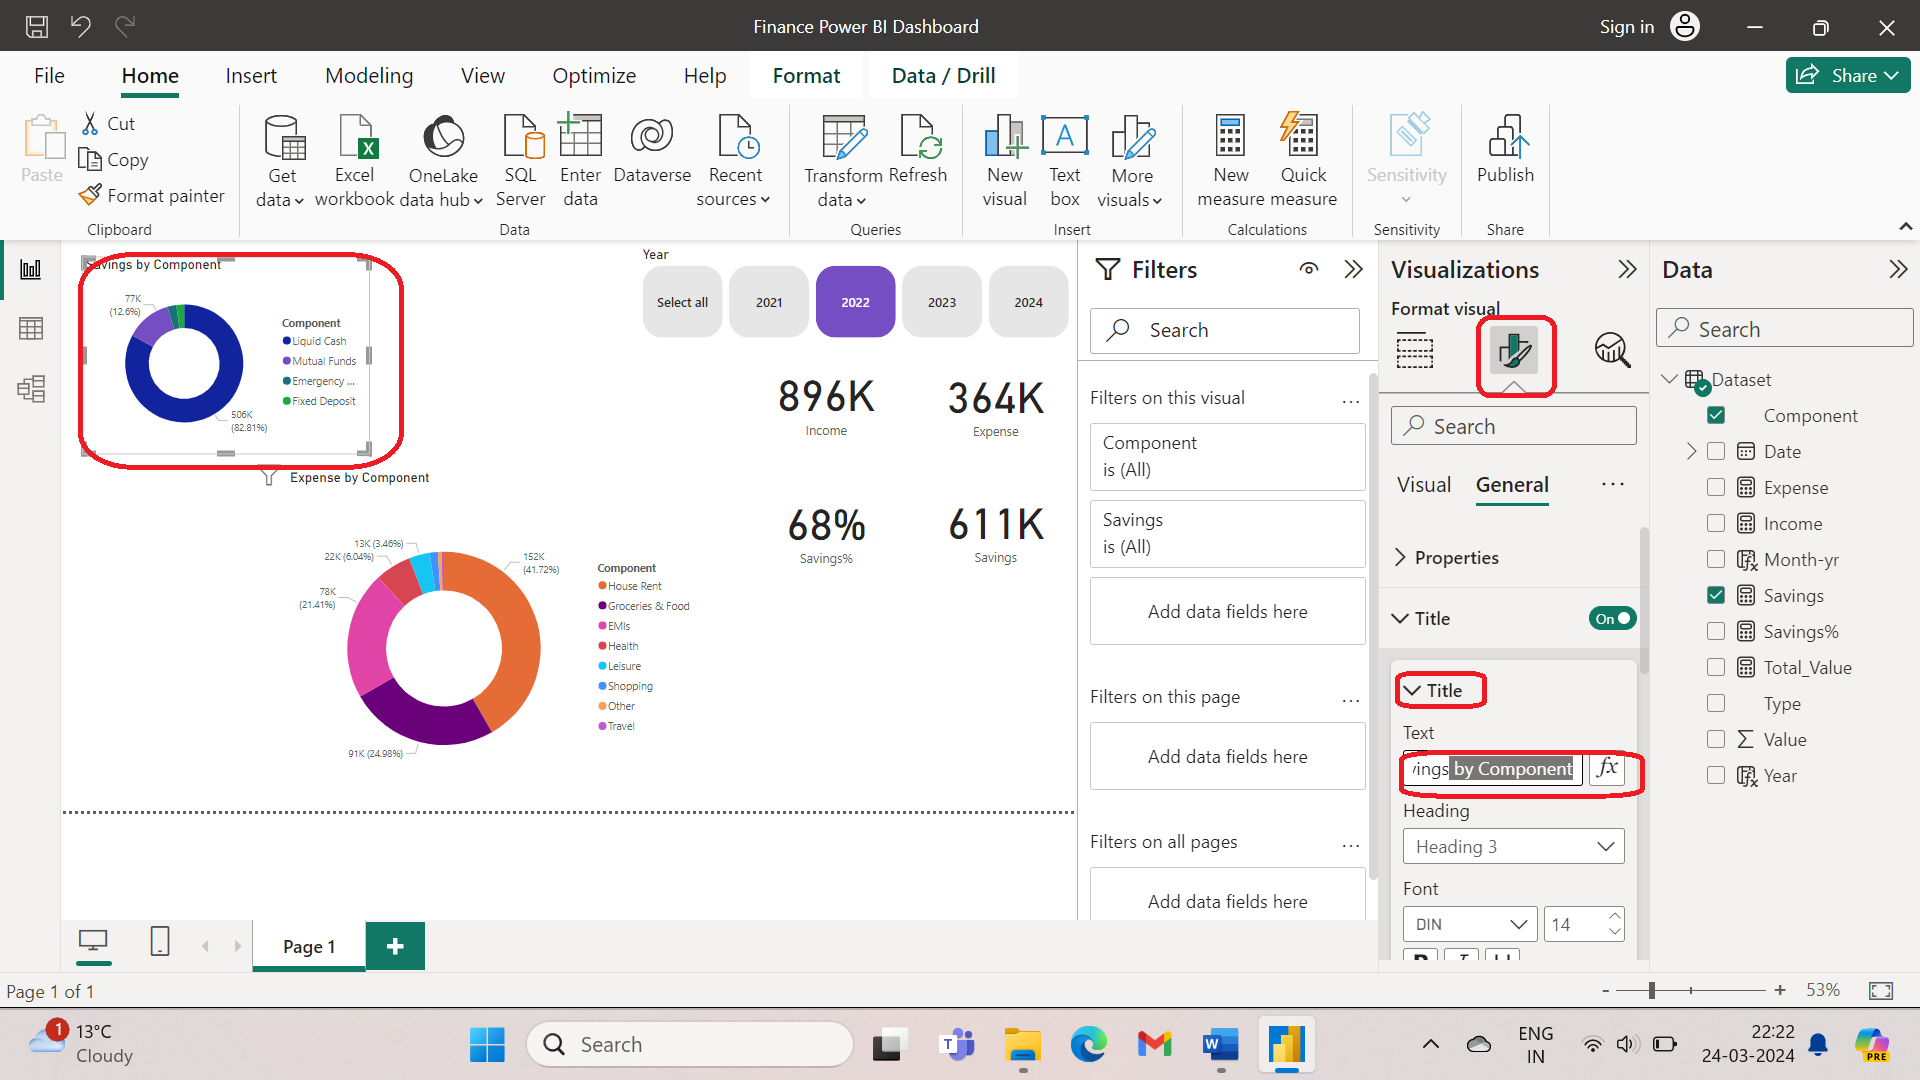 Finance Power BI Dashboard
Sign in
File
Home
Insert
Modeling
View
Optimize
Help
Format
Data / Drill
Share
Paste
Cut
Copy
Format painter
Clipboard
Get data
Excel workbook
OneLake data hub
SQL Server
Enter data
Dataverse
Recent sources
Data
Transform data
Refresh
Queries
New visual
Text box
More visuals
Insert
New measure
Quick measure
Calculations
Sensitivity
Sensitivity
Publish
Share
Savings by Component
77K
(12.6%)
506K
(82.81%)
Component
Liquid Cash
Mutual Funds
Emergency ...
Fixed Deposit
Year
Select all
2021
2022
2023
2024
896K
Income
364K
Expense
68%
Savings%
611K
Savings
Expense by Component
13K (3.46%)
22K (6.04%)
78K
(21.41%)
91K (24.98%)
152K
(41.72%)
Component
House Rent
Groceries & Food
EMIs
Health
Leisure
Shopping
Other
Travel
Filters
Search
Filters on this visual
...
Component
is (All)
Savings
is (All)
Add data fields here
Filters on this page
...
Add data fields here
Filters on all pages
...
Add data fields here
Visualizations
Format visual
Search
Visual
General
...
Properties
Title
On
Title
Text
vings by Component
fx
Heading
Heading 3
Font
DIN
14
Data
Search
Dataset
Component
Date
Expense
Income
Month-yr
Savings
Savings%
Total_Value
Type
Value
Year
Page 1
+
Page 1 of 1
- + 53%
1
13°C
Cloudy
Search
ENG
IN
22:22
24-03-2024
PRE